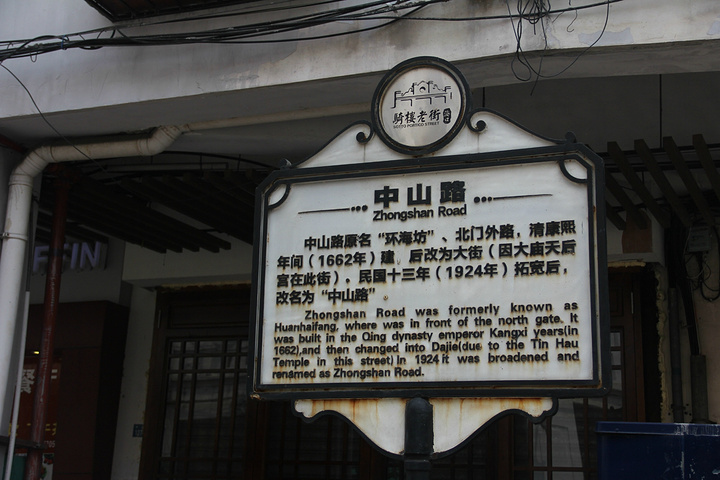 騎樓老街
中山路
Zhongshan Road
中山路原名“环海坊”、北门外路，清康熙
年间（1662年）建，后改为大街（因大庙天后
宫在此街）。民国十三年（1924年）拓宽后，
改名为“中山路”
Zhongshan Road was formerly known as
Huanhaifang, where was in front of the north gate. It
was built in the Qing dynasty emperor Kangxi years(in
1662),and then changed into Dajie(due to the Tin Hau
Temple in this street) in 1924 it was broadened and
renamed as Zhongshan Road.
FIN